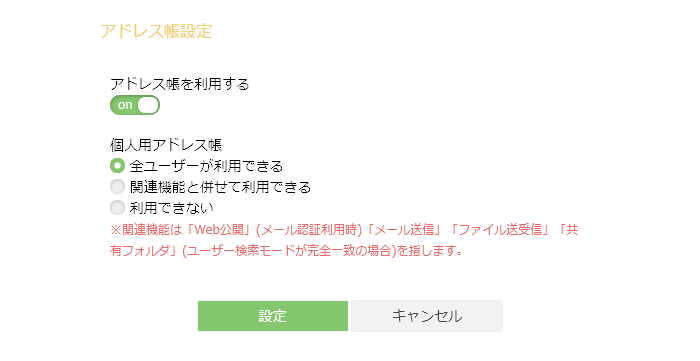 アドレス帳設定
アドレス帳を利用する
on
個人用アドレス帳
全ユーザーが利用できる
関連機能と併せて利用できる
利用できない
※関連機能は「Web公開」(メール認証利用時)「メール送信」「ファイル送受信」「共
有フォルダ」(ユーザー検索モードが完全一致の場合)を指します。
設定
キャンセル